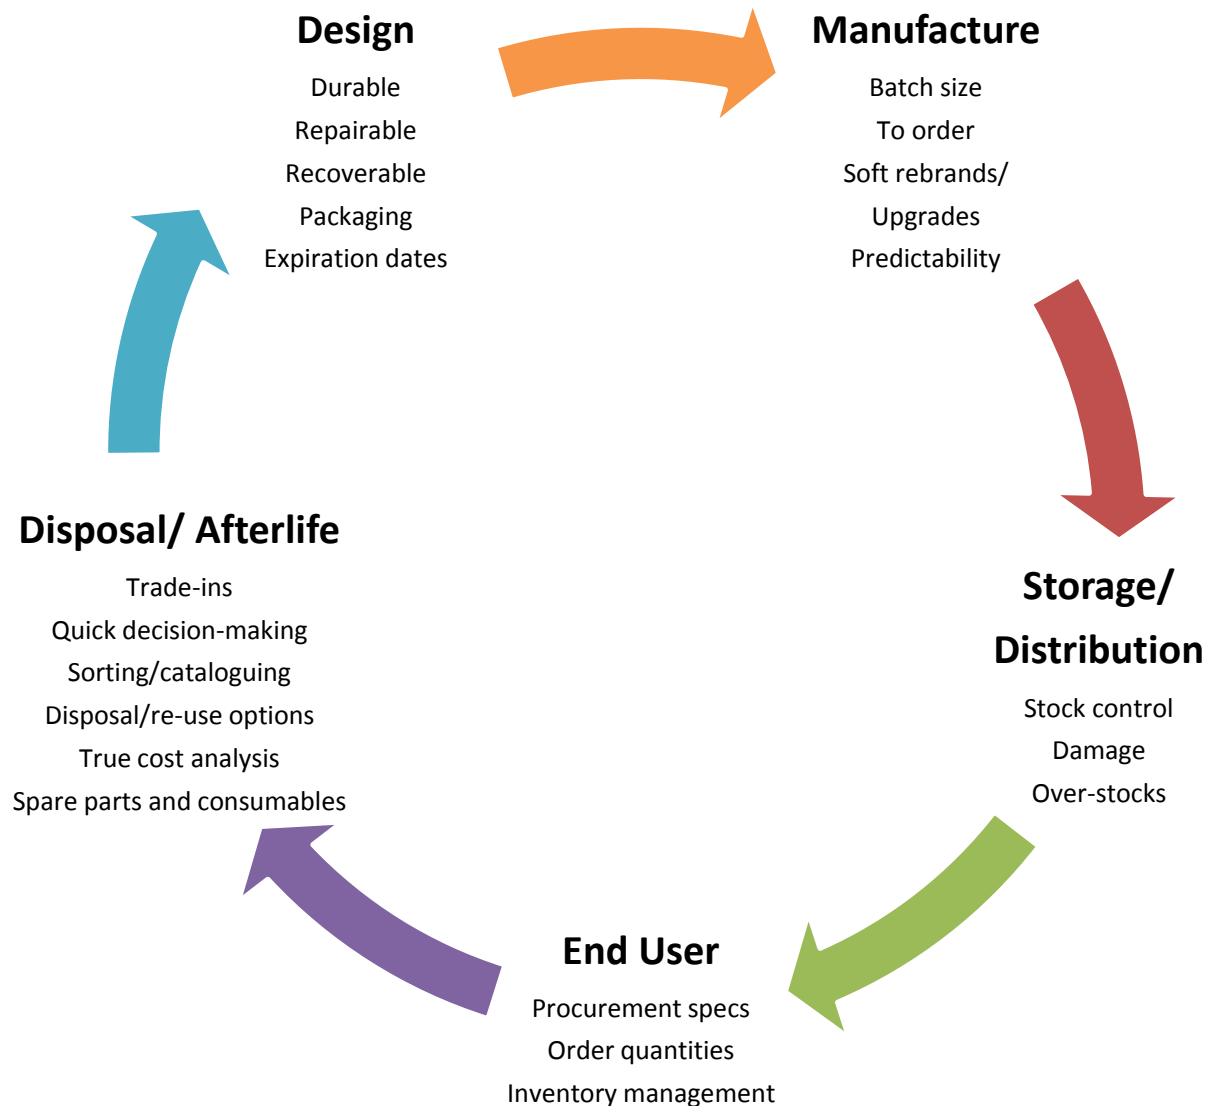 Design
Durable
Repairable
Recoverable
Packaging
Expiration dates
Manufacture
Batch size
To order
Soft rebrands/
Upgrades
Predictability
Storage/
Distribution
Stock control
Damage
Over-stocks
End User
Procurement specs
Order quantities
Inventory management
Disposal/ Afterlife
Trade-ins
Quick decision-making
Sorting/cataloguing
Disposal/re-use options
True cost analysis
Spare parts and consumables